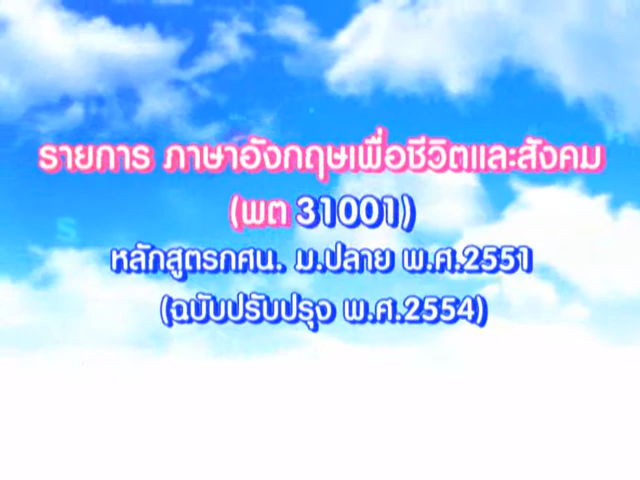 รายการ ภาษาอังกฤษเพื่อชีวิตและสังคม
(พต 31001)
หลักสูตรกศน. ม.ปลาย พ.ศ.2551
(ฉบับปรับปรุง พ.ศ.2554)